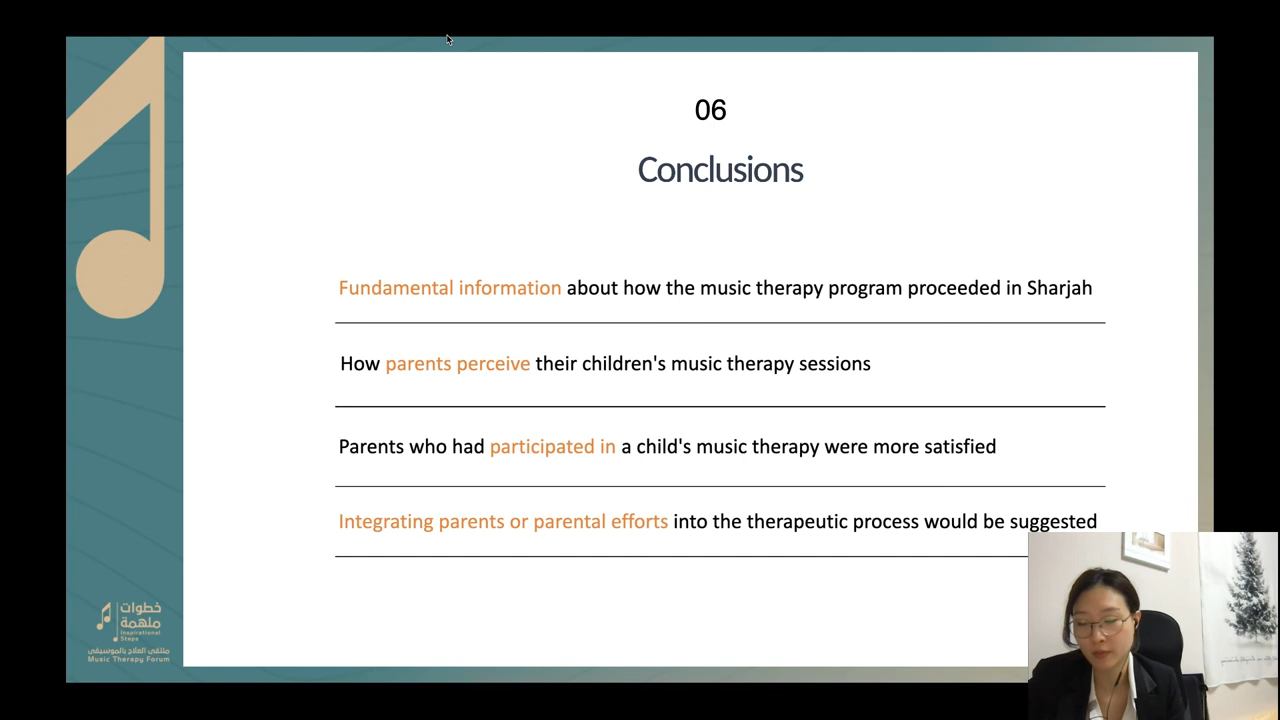 06
Conclusions
Fundamental information about how the music therapy program proceeded in Sharjah
How parents perceive their children's music therapy sessions
Parents who had participated in a child's music therapy were more satisfied
Integrating parents or parental efforts into the therapeutic process would be suggested
خطوات
ملهمة
Inspirational
Steps
ملتقى العلاج بالموسيقى
Music Therapy Forum